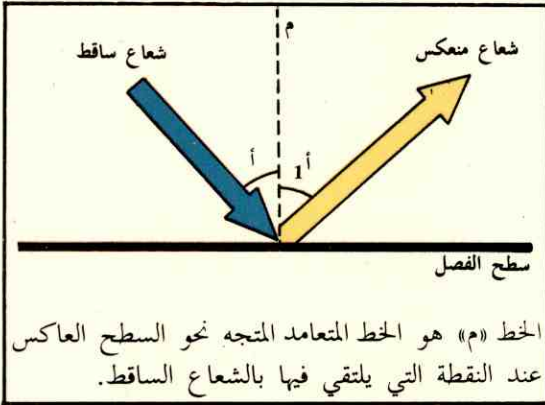 م
شعاع منعكس
شعاع ساقط
أ
أ1
سطح الفصل
الخط «م» هو الخط المتعامد المتجه نحو السطح العاكس
عند النقطة التي يلتقي فيها بالشعاع الساقط.